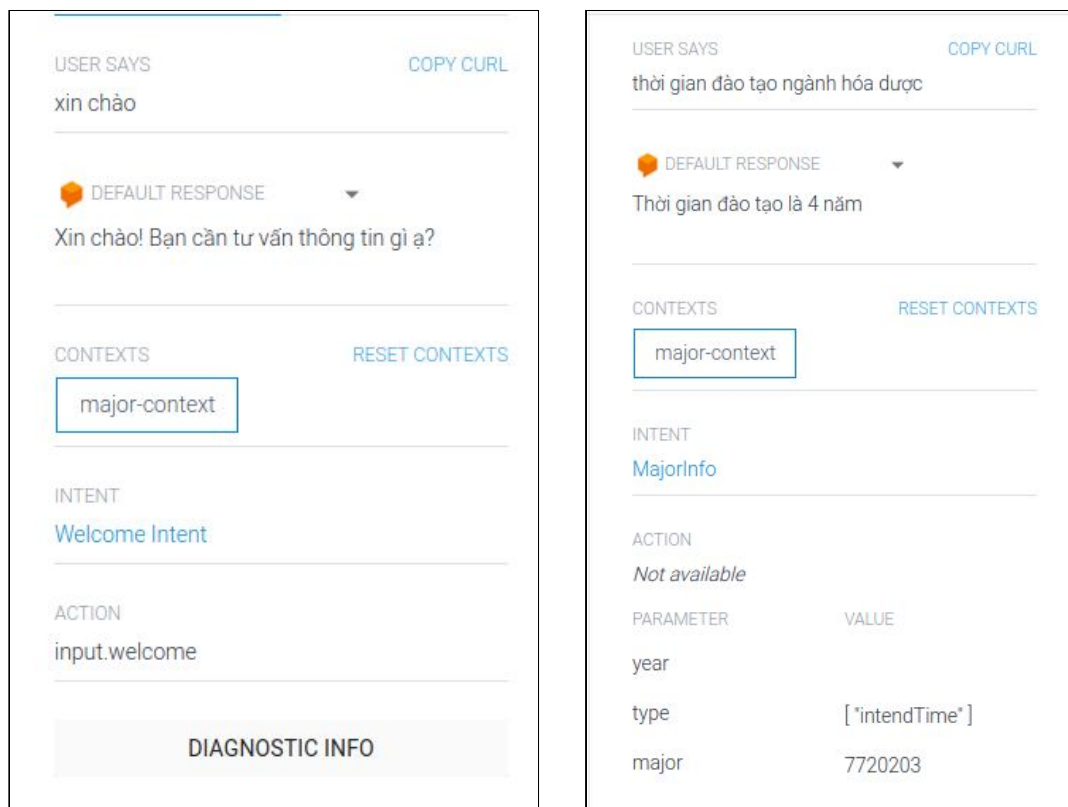 USER SAYS COPY CURL
xin chào
DEFAULT RESPONSE
Xin chào! Bạn cần tư vấn thông tin gì ạ?
CONTEXTS RESET CONTEXTS
major-context
INTENT
Welcome Intent
ACTION
input.welcome
DIAGNOSTIC INFO
USER SAYS COPY CURL
thời gian đào tạo ngành hóa dược
DEFAULT RESPONSE
Thời gian đào tạo là 4 năm
CONTEXTS RESET CONTEXTS
major-context
INTENT
MajorInfo
ACTION
Not available
PARAMETER VALUE
year
type [ "intendTime" ]
major 7720203